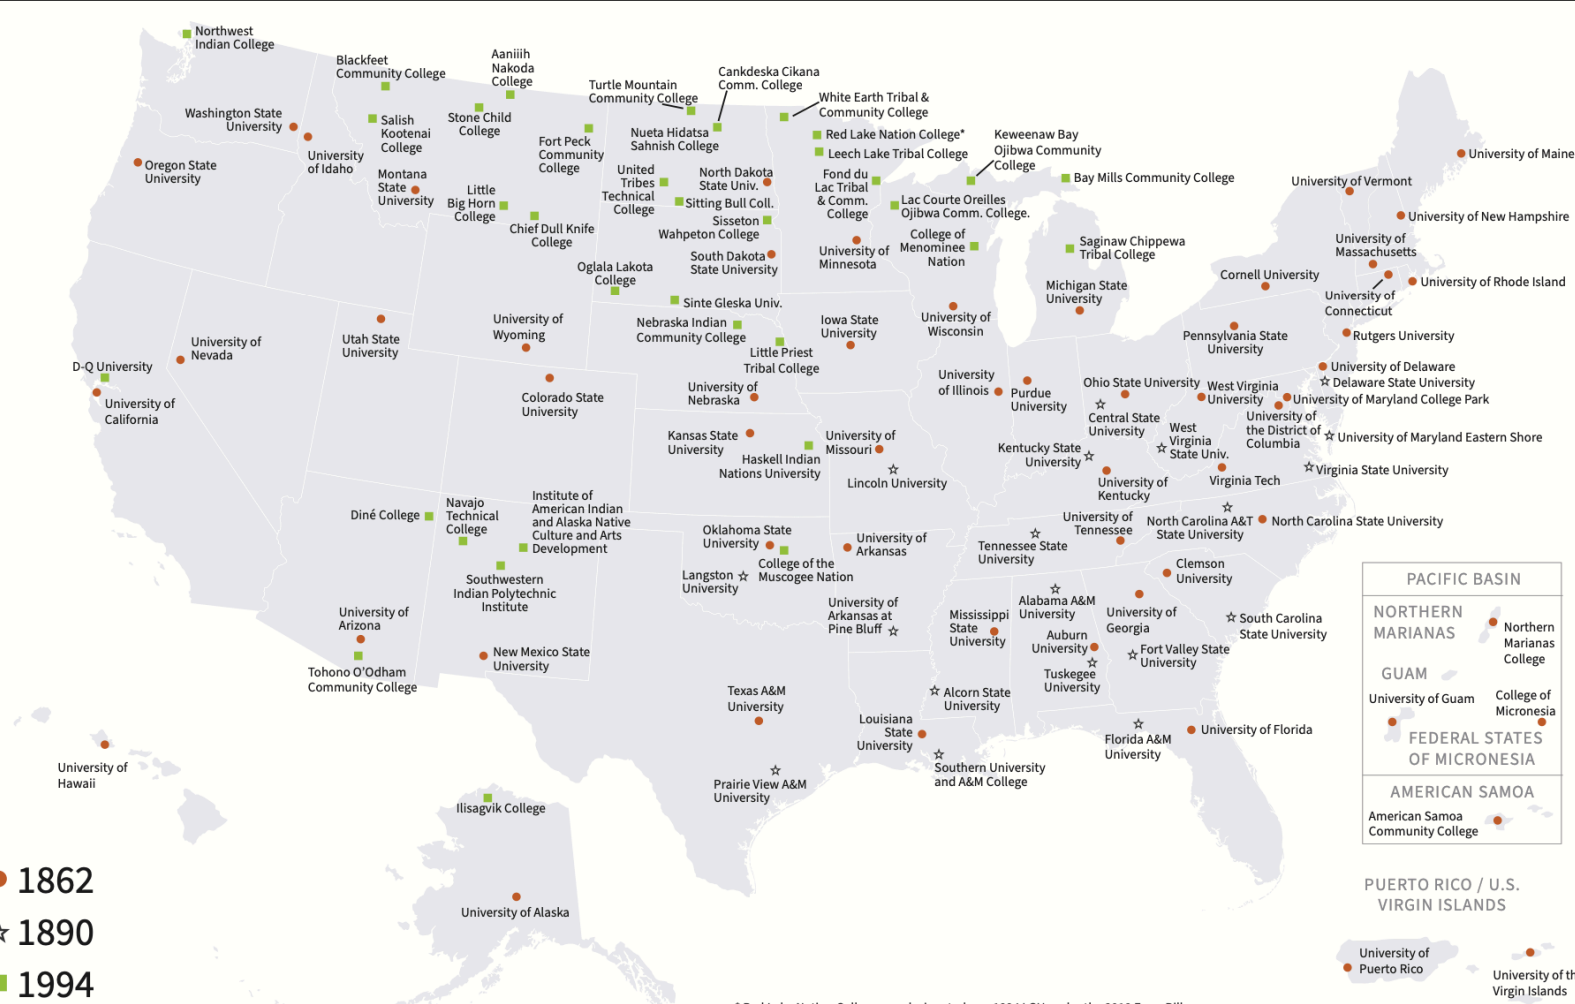 Northwest
Indian College
Blackfeet
Community College
Aaniiih
Nakoda
College
Turtle Mountain
Community College
Cankdeska Cikana
Comm. College
White Earth Tribal &
Community College
Washington State
University
Salish
Kootenai
College
Stone Child
College
Fort Peck
Community
College
Nueta Hidatsa
Sahnish College
Red Lake Nation College*
Leech Lake Tribal College
Keweenaw Bay
Ojibwa Community
College
University of Maine
Oregon State
University
University
of Idaho
Montana
State
University
Little
Big Horn
College
Chief Dull Knife
College
United
Tribes
Technical
College
North Dakota
State Univ.
Sitting Bull Coll.
Sisseton
Wahpeton College
Fond du
Lac Tribal
& Comm.
College
Lac Courte Oreilles
Ojibwa Comm. College.
Bay Mills Community College
University of Vermont
University of New Hampshire
South Dakota
State University
University of
Minnesota
College of
Menominee
Nation
Saginaw Chippewa
Tribal College
University of
Massachusetts
Oglala Lakota
College
Sinte Gleska Univ.
Michigan State
University
Cornell University
University of Rhode Island
University of
Connecticut
University of
Nevada
Utah State
University
University of
Wyoming
Nebraska Indian
Community College
Little Priest
Tribal College
Iowa State
University
University of
Wisconsin
Pennsylvania State
University
Rutgers University
D-Q University
University of
California
Colorado State
University
University of
Nebraska
University
of Illinois
Purdue
University
Ohio State University
West Virginia
University
University of Delaware
Delaware State University
University of Maryland College Park
University of
the District of
Columbia
Central State
University
West
Virginia
State Univ.
University of Maryland Eastern Shore
Kansas State
University
Haskell Indian
Nations University
University of
Missouri
Lincoln University
Kentucky State
University
University of
Kentucky
Virginia Tech
Virginia State University
Diné College
Navajo
Technical
College
Institute of
American Indian
and Alaska Native
Culture and Arts
Development
Southwestern
Indian Polytechnic
Institute
Oklahoma State
University
College of the
Muscogee Nation
Langston
University
University of
Arkansas
Tennessee State
University
University of
Tennessee
North Carolina A&T
State University
North Carolina State University
Clemson
University
University of
Arkansas at
Pine Bluff
Mississippi
State
University
Alabama A&M
University
University of
Georgia
South Carolina
State University
Auburn
University
Fort Valley State
University
Tuskegee
University
University of
Arizona
Tohono O'Odham
Community College
New Mexico State
University
Texas A&M
University
Prairie View A&M
University
Louisiana
State
University
Alcorn State
University
Southern University
and A&M College
Florida A&M
University
University of Florida
University of
Hawaii
Ilisagvik College
University of Alaska
PACIFIC BASIN
NORTHERN
MARIANAS
Northern
Marianas
College
GUAM
University of Guam
College of
Micronesia
FEDERAL STATES
OF MICRONESIA
AMERICAN SAMOA
American Samoa
Community College
PUERTO RICO / U.S.
VIRGIN ISLANDS
University of
Puerto Rico
University of th
Virgin Islands
1862
1890
1994